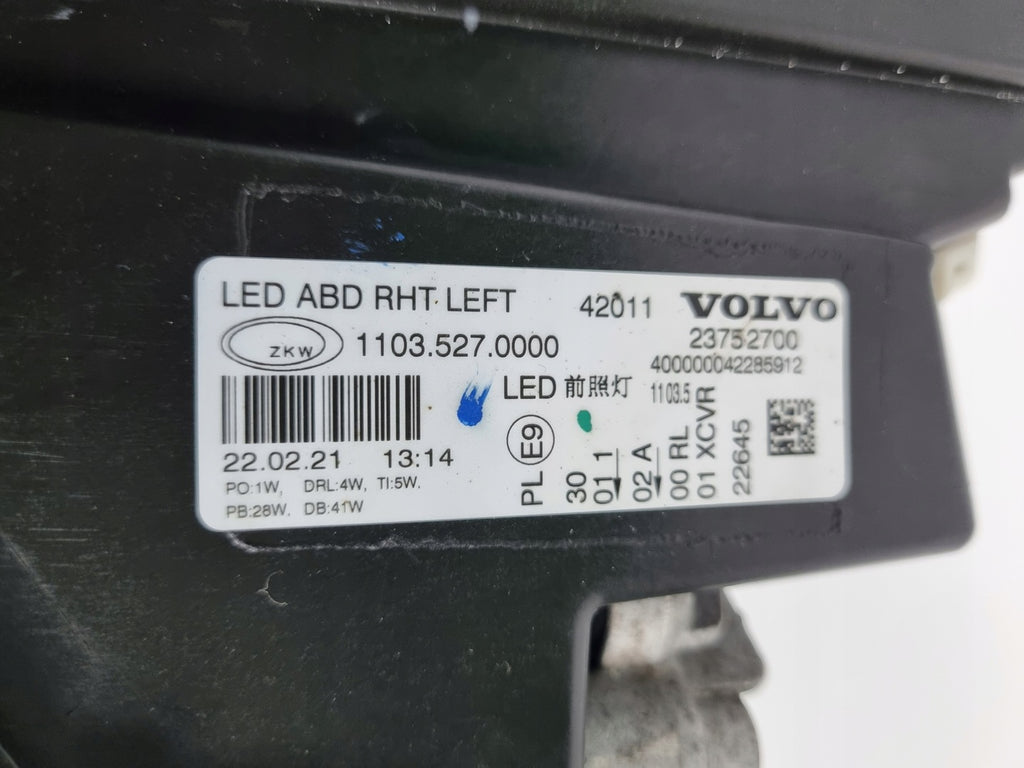 LED ABD RHT LEFT
42011 VOLVO
ZKW 1103.527.0000
23752700
400000042285912
LED 前照灯 1103.5
22.02.21 13:14
PO:1W, DRL:4W, TI:5W.
PB:28W. DB:41W
PL E9
30
01 1
02 A
00 RL
01 XCVR
22645